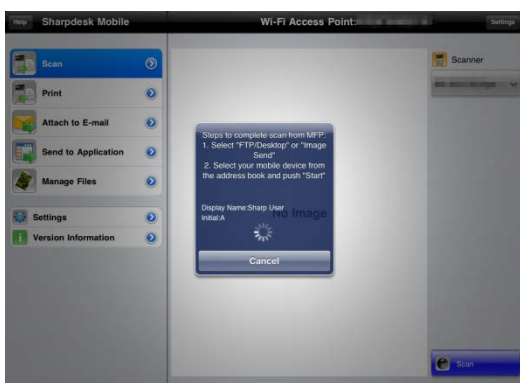 Help
Sharpdesk Mobile
Wi-Fi Access Point:
Settings
Scan
Print
Attach to E-mail
Send to Application
Manage Files
Settings
Version Information
Steps to complete scan from MFP:
1. Select "FTP/Desktop" or "Image
Send"
2. Select your mobile device from
the address book and push "Start"
Display Name:Sharp User
Initial:A
No Image
Cancel
Scanner
Scan